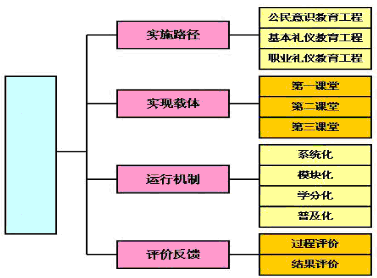 实施路径
公民意识教育工程
基本礼仪教育工程
职业礼仪教育工程
实现载体
第一课堂
第二课堂
第三课堂
运行机制
系统化
模块化
学分化
普及化
评价反馈
过程评价
结果评价